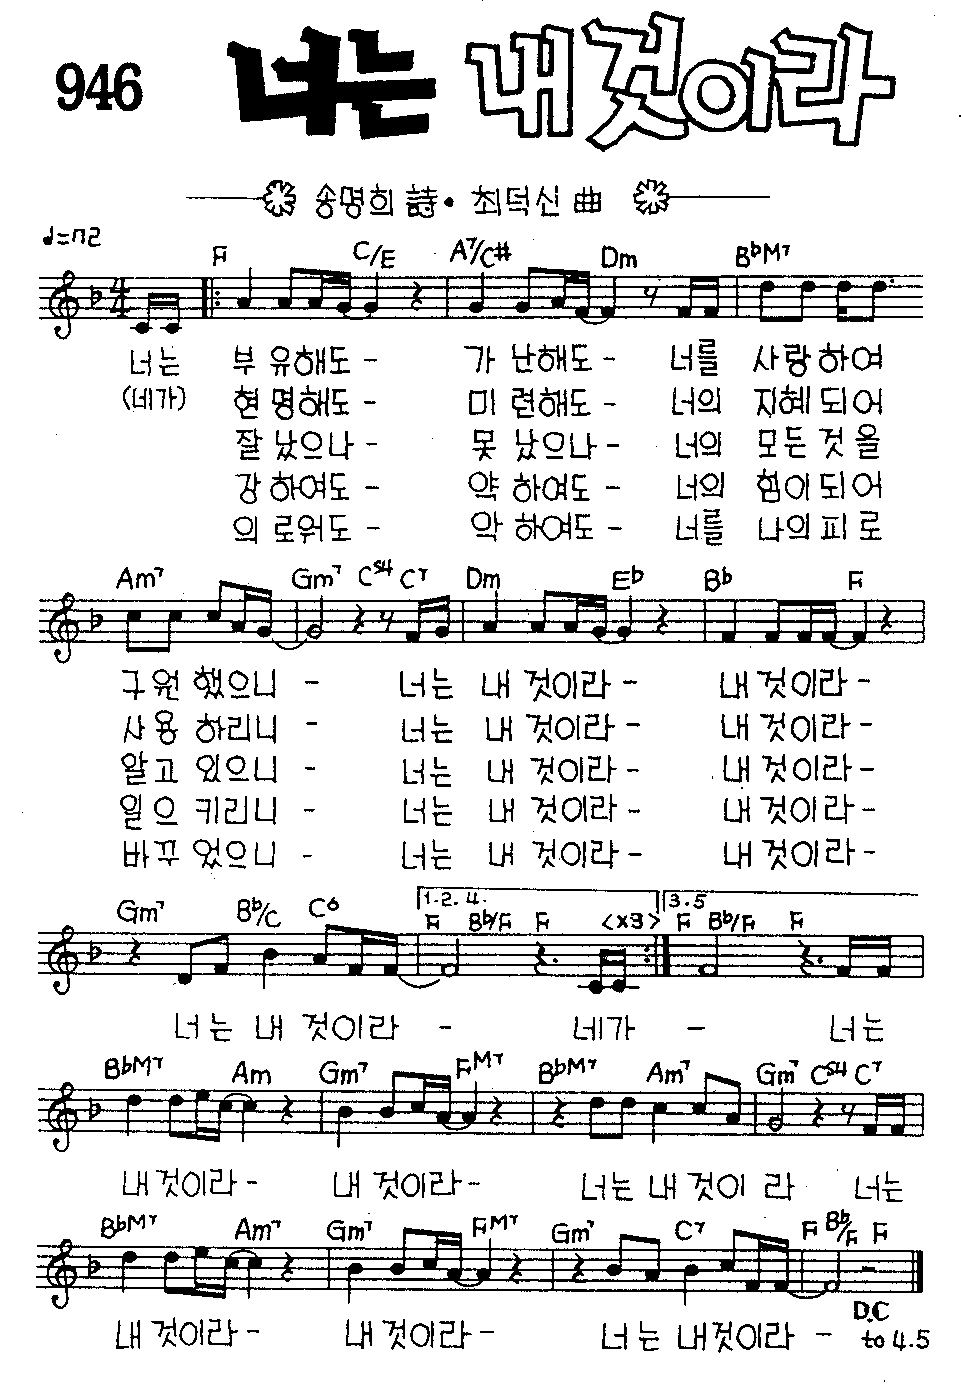 946 너는 내 것이라
송명희 詩 · 최덕신 曲
♩=72
F C/E A7/C# Dm B♭M7
너는 부 유해도 - 가 난해도 - 너를 사 랑 하여
(네가) 현 명해도 - 미 련해도 - 너의 지혜 되어
잘 났으나 - 못 났으나 - 너의 모든 것을
강 하여도 - 약 하여도 - 너의 힘이 되어
의 로워도 - 악 하여도 - 너를 나의 피로
Am7 Gm7 Csus4 C7 Dm E♭ B♭ F
구원 했으니 - 너는 내 것이라 - 내 것이라 -
사용 하리니 - 너는 내 것이라 - 내 것이라 -
알고 있으니 - 너는 내 것이라 - 내 것이라 -
일으 키리니 - 너는 내 것이라 - 내 것이라 -
바꾸 었으니 - 너는 내 것이라 - 내 것이라 -
Gm7 B♭/C C6 1.2.4. F B♭/F F <x3> 3.5 F B♭/F F
너는 내 것이라 - 네가 - 너는
B♭M7 Am Gm7 FM7 B♭M7 Am7 Gm7 Csus4 C7
내 것이라 - 내 것이라 - 너는 내 것이 라 너는
B♭M7 Am7 Gm7 FM7 Gm7 C7 F B♭/F F
내 것이라 - 내 것이라 - 너는 내것이라 -
D.C
to 4.5